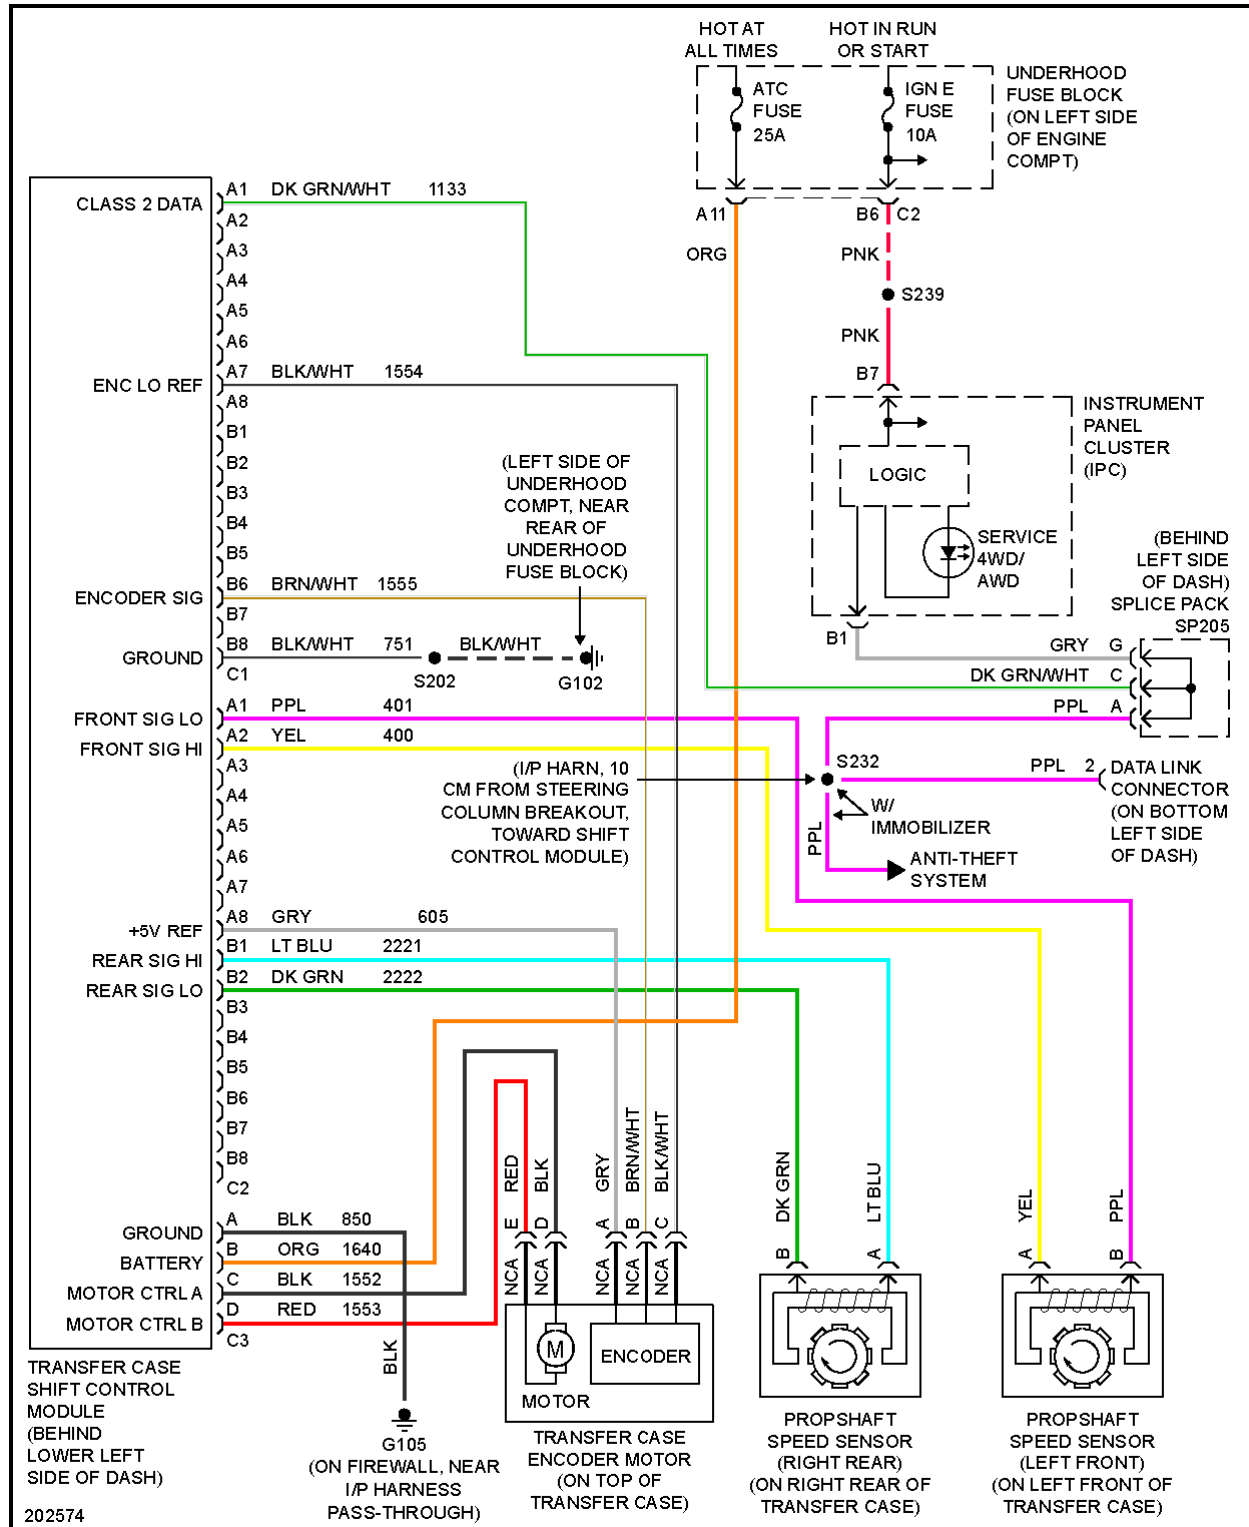 HOT AT
ALL TIMES
HOT IN RUN
OR START
ATC
FUSE
25A
IGN E
FUSE
10A
UNDERHOOD
FUSE BLOCK
(ON LEFT SIDE
OF ENGINE
COMPT)
A11
B6
C2
ORG
PNK
S239
PNK
B7
INSTRUMENT
PANEL
CLUSTER
(IPC)
LOGIC
SERVICE
4WD/
AWD
B1
(BEHIND
LEFT SIDE
OF DASH)
SPLICE PACK
SP205
GRY G
DK GRN/WHT C
PPL A
S232
PPL 2
DATA LINK
CONNECTOR
(ON BOTTOM
LEFT SIDE
OF DASH)
W/
IMMOBILIZER
PPL
ANTI-THEFT
SYSTEM
(I/P HARN, 10
CM FROM STEERING
COLUMN BREAKOUT,
TOWARD SHIFT
CONTROL MODULE)
(LEFT SIDE OF
UNDERHOOD
COMPT, NEAR
REAR OF
UNDERHOOD
FUSE BLOCK)
CLASS 2 DATA
A1 DK GRN/WHT 1133
A2
A3
A4
A5
A6
ENC LO REF
A7 BLK/WHT 1554
A8
B1
B2
B3
B4
B5
ENCODER SIG
B6 BRN/WHT 1555
B7
GROUND
B8 BLK/WHT 751
BLK/WHT
S202
G102
C1
FRONT SIG LO
A1 PPL 401
FRONT SIG HI
A2 YEL 400
A3
A4
A5
A6
A7
+5V REF
A8 GRY 605
REAR SIG HI
B1 LT BLU 2221
REAR SIG LO
B2 DK GRN 2222
B3
B4
B5
B6
B7
B8
C2
GROUND
A BLK 850
BATTERY
B ORG 1640
MOTOR CTRL A
C BLK 1552
MOTOR CTRL B
D RED 1553
C3
TRANSFER CASE
SHIFT CONTROL
MODULE
(BEHIND
LOWER LEFT
SIDE OF DASH)
BLK
G105
(ON FIREWALL, NEAR
I/P HARNESS
PASS-THROUGH)
RED
BLK
GRY
BRN/WHT
BLK/WHT
E
D
A
B
C
NCA
NCA
NCA
NCA
NCA
M
MOTOR
ENCODER
TRANSFER CASE
ENCODER MOTOR
(ON TOP OF
TRANSFER CASE)
DK GRN
LT BLU
B
A
PROPSHAFT
SPEED SENSOR
(RIGHT REAR)
(ON RIGHT REAR OF
TRANSFER CASE)
YEL
PPL
A
B
PROPSHAFT
SPEED SENSOR
(LEFT FRONT)
(ON LEFT FRONT OF
TRANSFER CASE)
202574